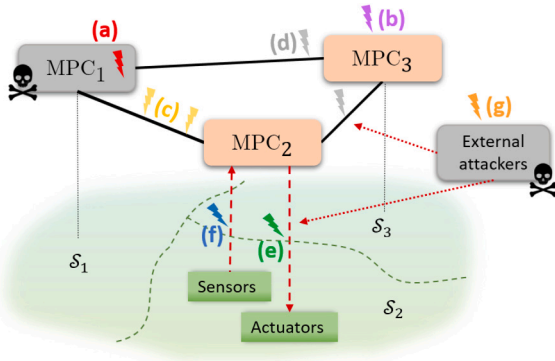 (a)
(b)
MPC₁
(d)
MPC₃
(c)
(g)
MPC₂
External
attackers
(f)
(e)
𝒮₁
𝒮₃
Sensors
𝒮₂
Actuators